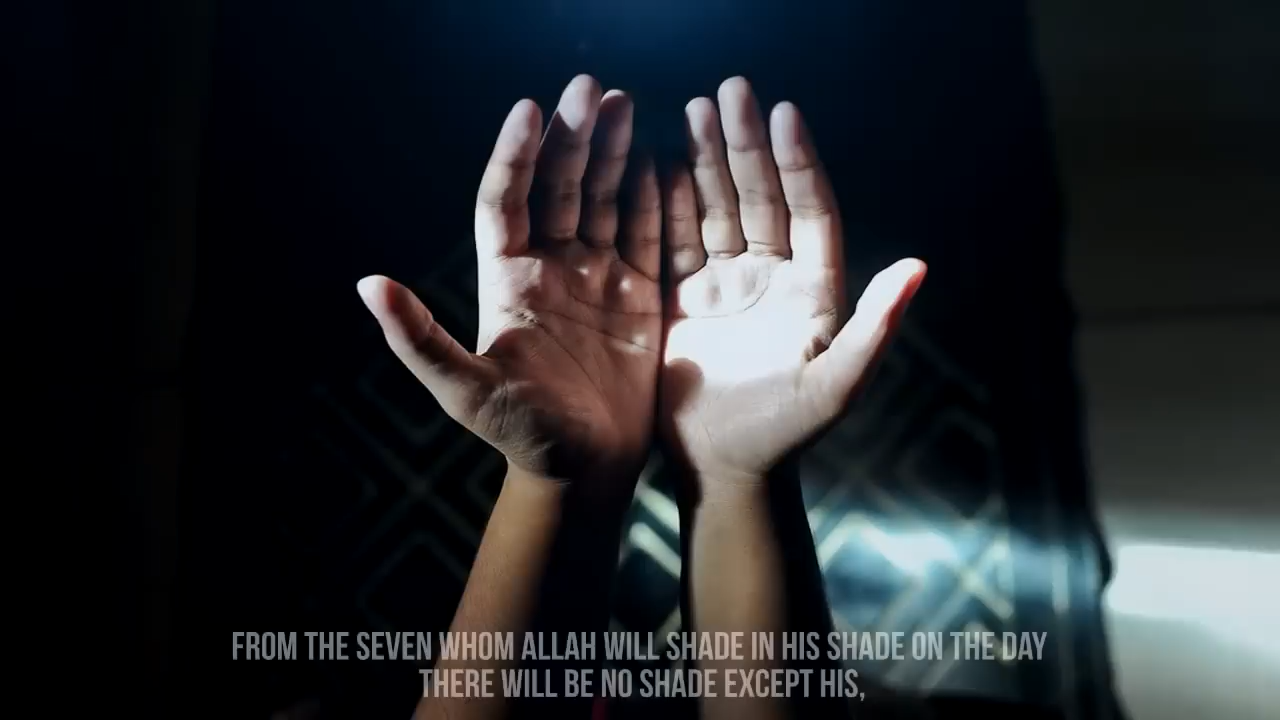 FROM THE SEVEN WHOM ALLAH WILL SHADE IN HIS SHADE ON THE DAY
THERE WILL BE NO SHADE EXCEPT HIS,